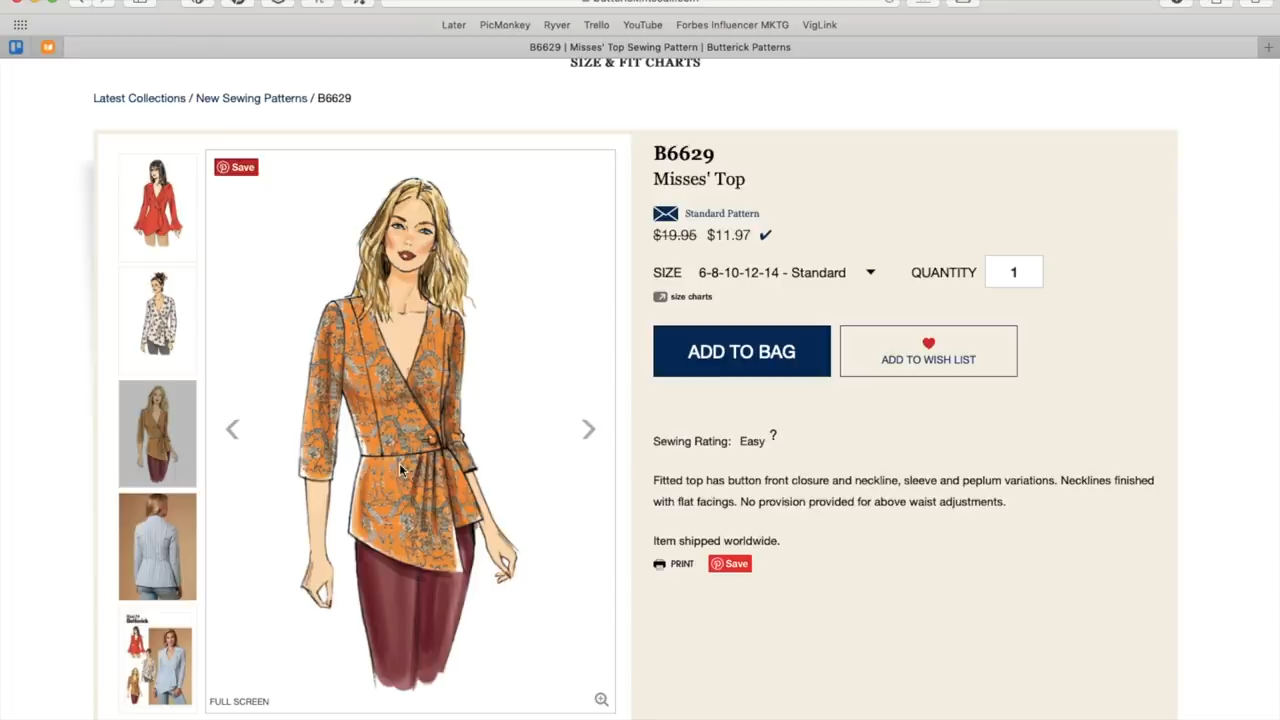 Later PicMonkey Ryver Trello YouTube Forbes Influencer MKTG VigLink
B6629 | Misses' Top Sewing Pattern | Butterick Patterns
SIZE & FIT CHARTS
Latest Collections / New Sewing Patterns / B6629
Save
B6629
Misses' Top
Standard Pattern
$19.95 $11.97 ✔
SIZE 6-8-10-12-14 - Standard QUANTITY 1
size charts
ADD TO BAG
ADD TO WISH LIST
Sewing Rating: Easy ?
Fitted top has button front closure and neckline, sleeve and peplum variations. Necklines finished
with flat facings. No provision provided for above waist adjustments.
Item shipped worldwide.
PRINT Save
Butterick
FULL SCREEN